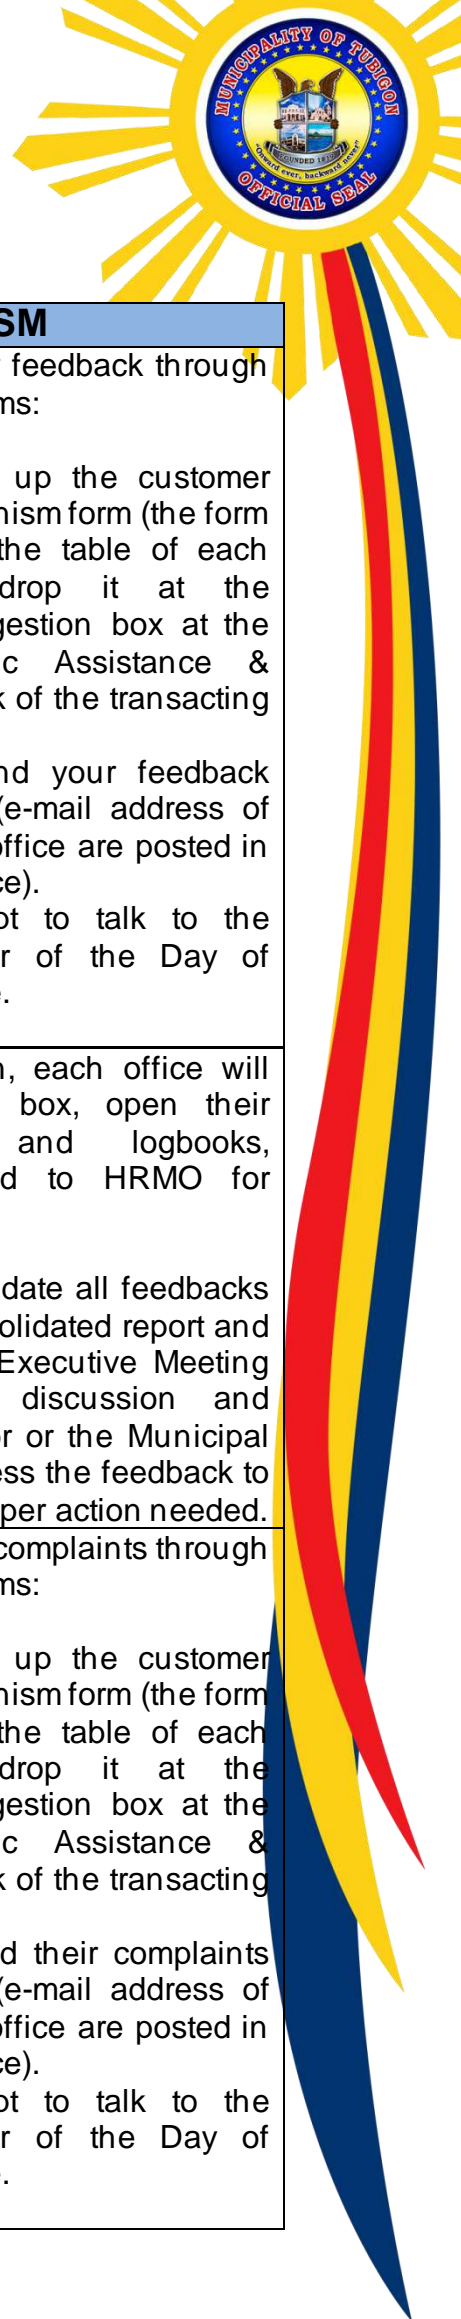 MUNICIPALITY OF TUBIGON
FOUNDED 1819
"Onward ever, backward never"
OFFICIAL SEAL
SM
feedback through
ms:
up the customer
nism form (the form
the table of each
drop it at the
gestion box at the
c Assistance &
k of the transacting
nd your feedback
(e-mail address of
office are posted in
ce).
ot to talk to the
r of the Day of
e.
n, each office will
box, open their
and logbooks,
d to HRMO for
date all feedbacks
olidated report and
Executive Meeting
discussion and
or or the Municipal
ess the feedback to
per action needed.
complaints through
ms:
up the customer
nism form (the form
the table of each
drop it at the
gestion box at the
c Assistance &
k of the transacting
d their complaints
(e-mail address of
office are posted in
ce).
ot to talk to the
r of the Day of
e.